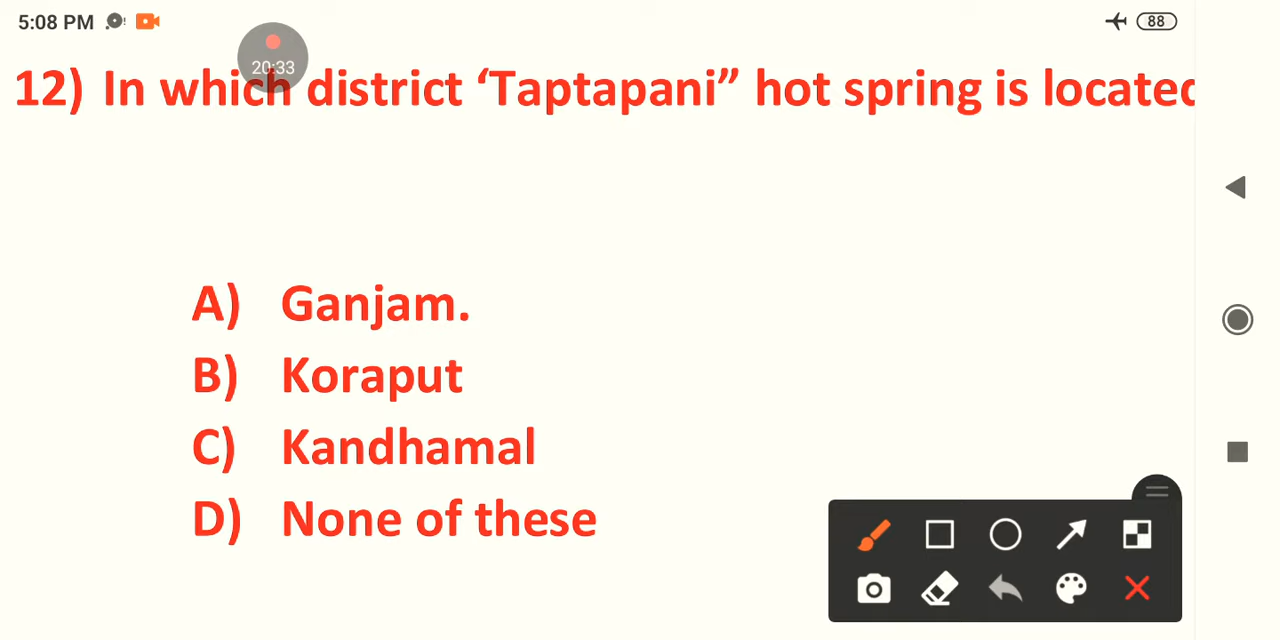 5:08 PM
88
20:33
12) In which district ‘Taptapani” hot spring is located
A) Ganjam.
B) Koraput
C) Kandhamal
D) None of these